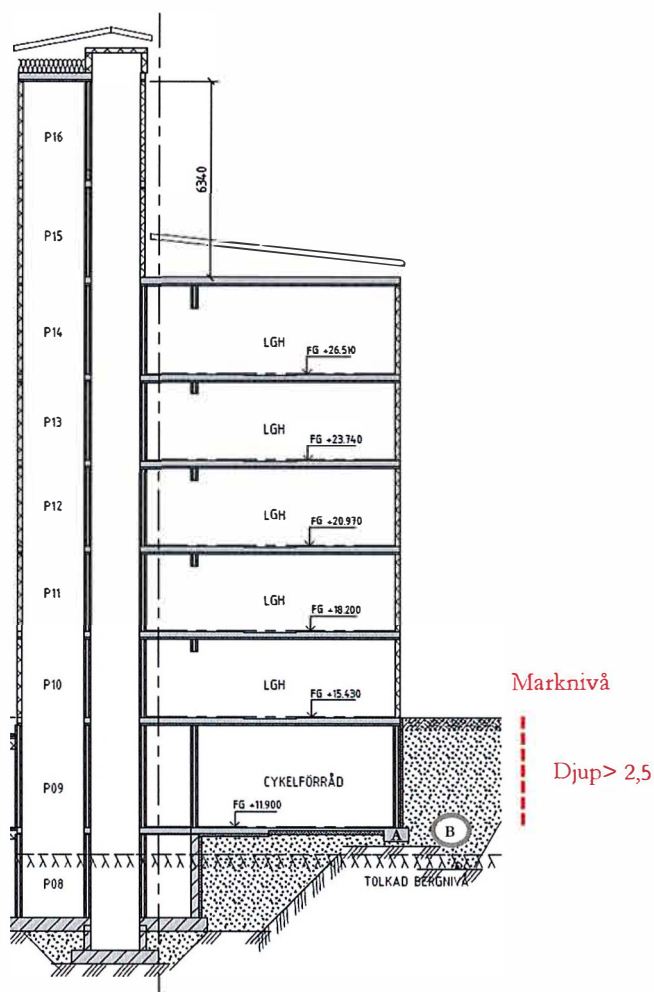 P16
6340
P15
P14
LGH
FG +26.510
P13
LGH
FG +23.740
P12
LGH
FG +20.970
P11
LGH
FG +18.200
P10
LGH
FG +15.430
Marknivå
Djup> 2,5
P09
CYKELFÖRRÅD
FG +11.900
A
B
P08
TOLKAD BERGNIVÅ